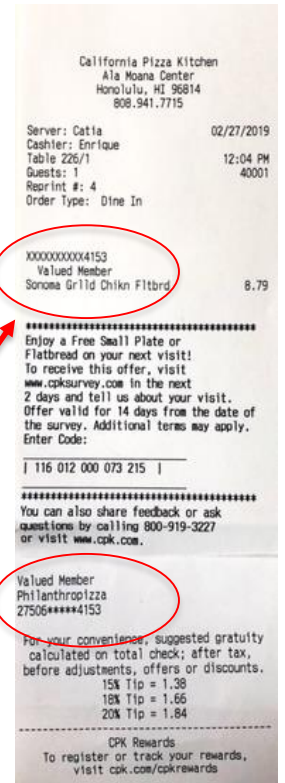 California Pizza Kitchen
Ala Moana Center
Honolulu, HI 96814
808.941.7715
Server: Catia 02/27/2019
Cashier: Enrique
Table 226/1 12:04 PM
Guests: 1 40001
Reprint #: 4
Order Type: Dine In
XXXXXXXXXX4153
Valued Member
Sonoma Grlld Chikn Fltbrd 8.79
****************************************
Enjoy a Free Small Plate or
Flatbread on your next visit!
To receive this offer, visit
www.cpksurvey.com in the next
2 days and tell us about your visit.
Offer valid for 14 days from the date of
the survey. Additional terms may apply.
Enter Code:
| 116 012 000 073 215 |
****************************************
You can also share feedback or ask
questions by calling 800-919-3227
or visit www.cpk.com.
Valued Member
Philanthropizza
27506*****4153
For your convenience, suggested gratuity
calculated on total check; after tax,
before adjustments, offers or discounts.
15% Tip = 1.38
18% Tip = 1.66
20% Tip = 1.84
----------------------------------------
CPK Rewards
To register or track your rewards,
visit cpk.com/cpkrewards